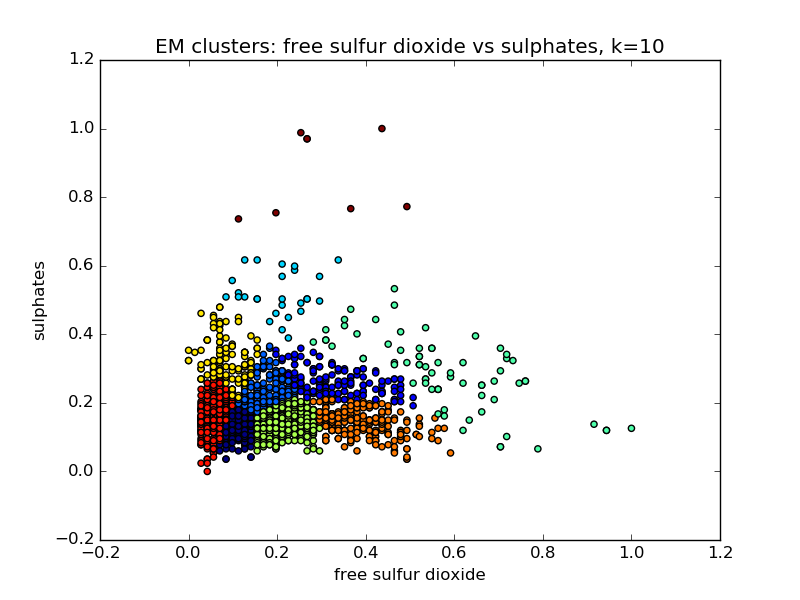 EM clusters: free sulfur dioxide vs sulphates, k=10
1.2
1.0
0.8
0.6
0.4
0.2
0.0
−0.2
sulphates
−0.2 0.0 0.2 0.4 0.6 0.8 1.0 1.2
free sulfur dioxide